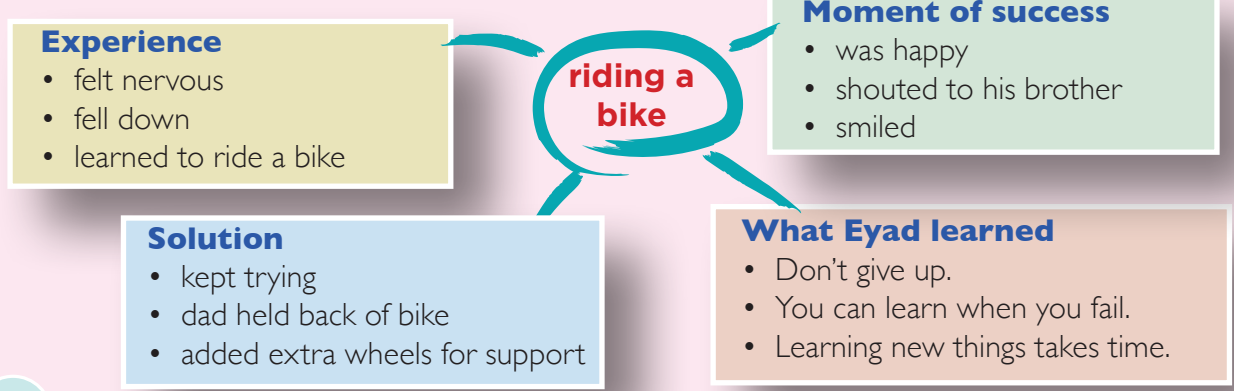 Experience
• felt nervous
• fell down
• learned to ride a bike
riding a
bike
Moment of success
• was happy
• shouted to his brother
• smiled
Solution
• kept trying
• dad held back of bike
• added extra wheels for support
What Eyad learned
• Don't give up.
• You can learn when you fail.
• Learning new things takes time.